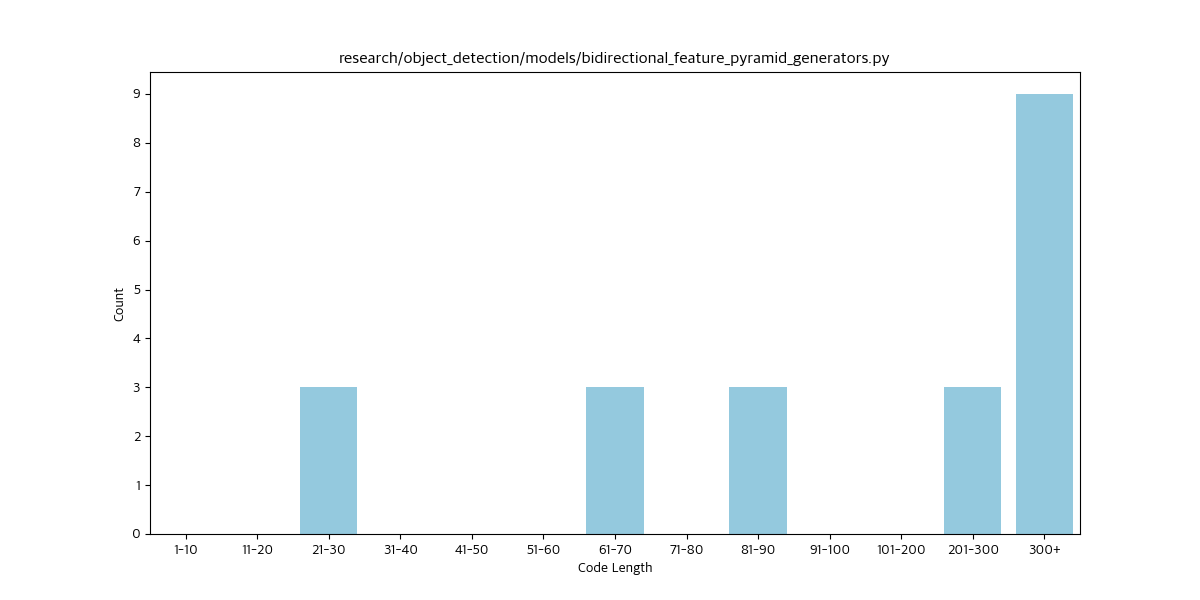 research/object_detection/models/bidirectional_feature_pyramid_generators.py
9
8
7
6
5
4
3
2
1
0
Count
1-10 11-20 21-30 31-40 41-50 51-60 61-70 71-80 81-90 91-100 101-200 201-300 300+
Code Length